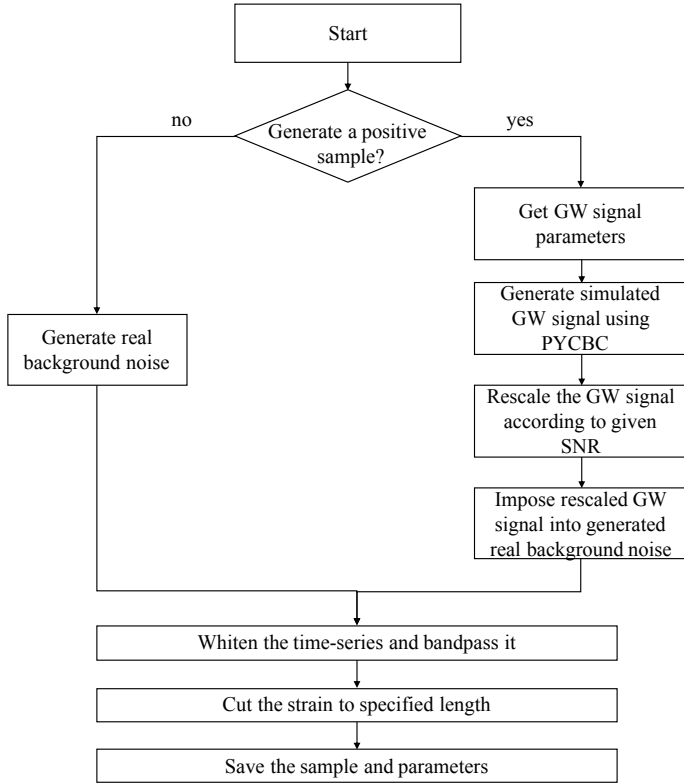 Start
Generate a positive
sample?
no
yes
Get GW signal
parameters
Generate simulated
GW signal using
PYCBC
Rescale the GW signal
according to given
SNR
Impose rescaled GW
signal into generated
real background noise
Generate real
background noise
Whiten the time-series and bandpass it
Cut the strain to specified length
Save the sample and parameters